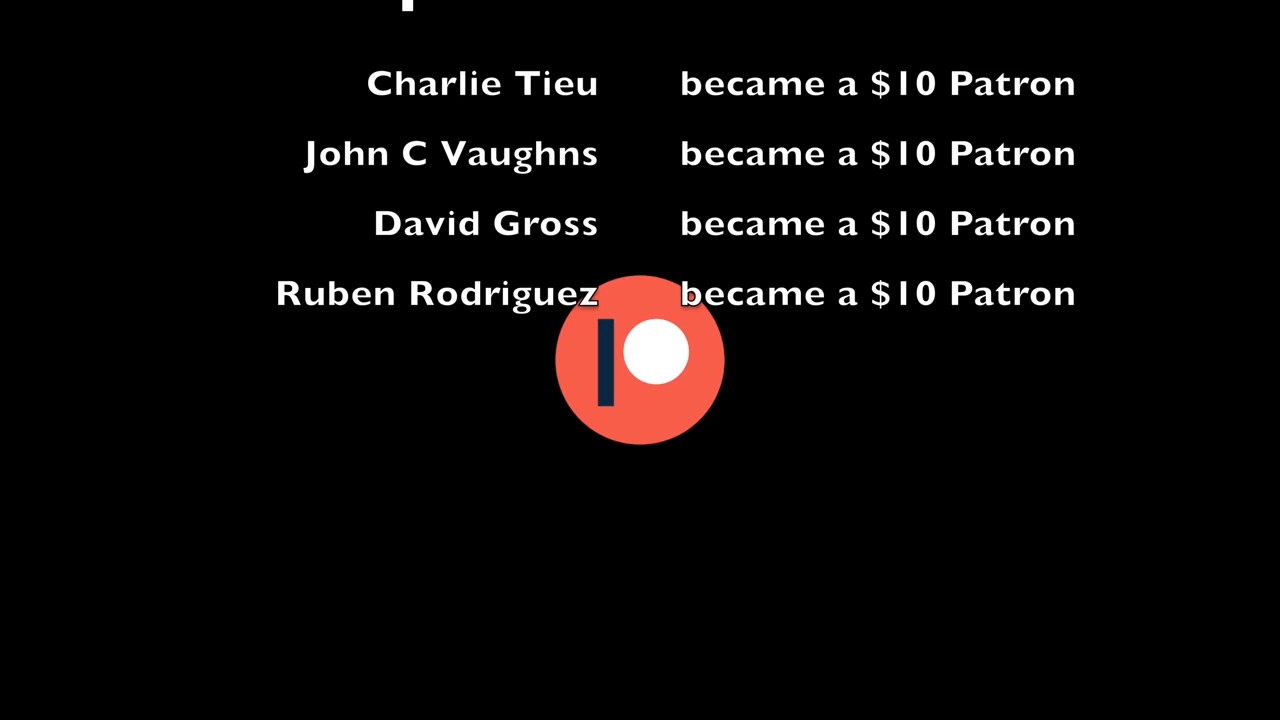 Charlie Tieu became a $10 Patron
John C Vaughns became a $10 Patron
David Gross became a $10 Patron
Ruben Rodriguez became a $10 Patron